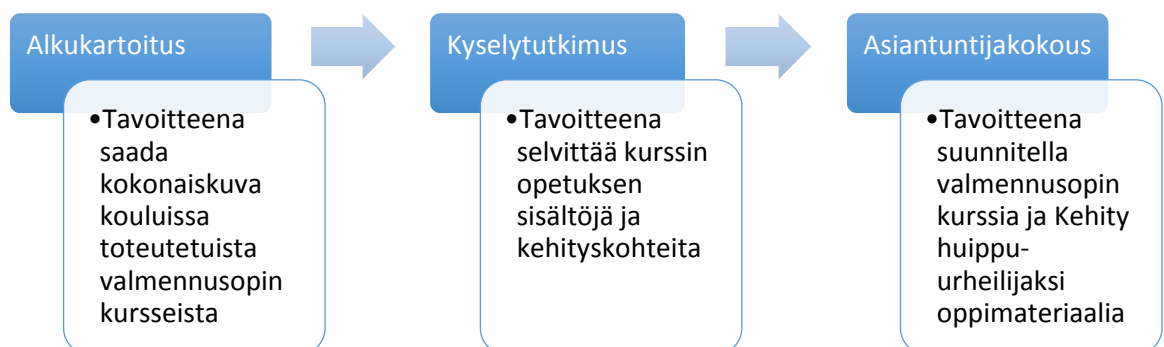 Alkukartoitus
•Tavoitteena
saada
kokonaiskuva
kouluissa
toteutetuista
valmennusopin
kursseista
Kyselytutkimus
•Tavoitteena
selvittää kurssin
opetuksen
sisältöjä ja
kehityskohteita
Asiantuntijakokous
•Tavoitteena
suunnitella
valmennusopin
kurssia ja Kehity
huippu-
urheilijaksi
oppimateriaalia